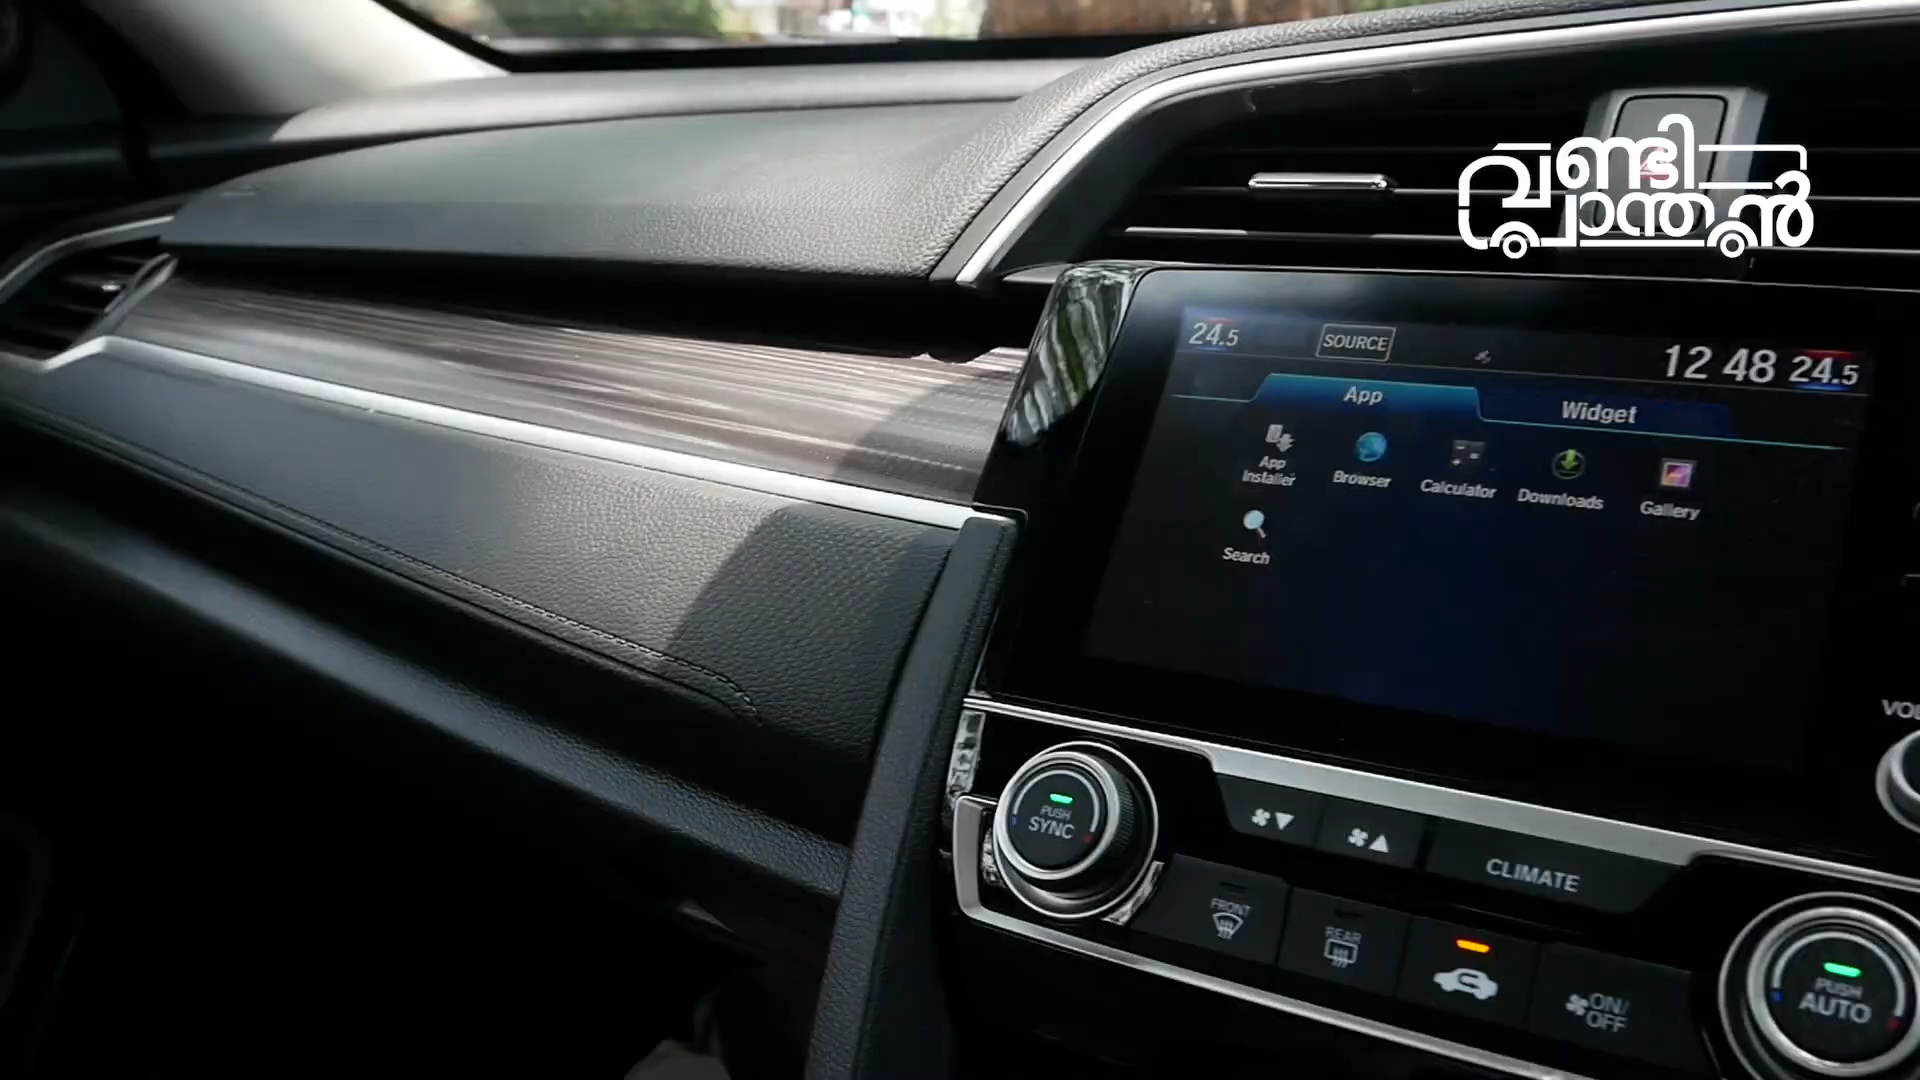 വണ്ടി
പ്രാന്തൻ
24.5
SOURCE
12 48
24.5
App
Widget
App
Installer
Browser
Calculator
Downloads
Gallery
Search
PUSH
SYNC
CLIMATE
FRONT
REAR
ON/
OFF
PUSH
AUTO